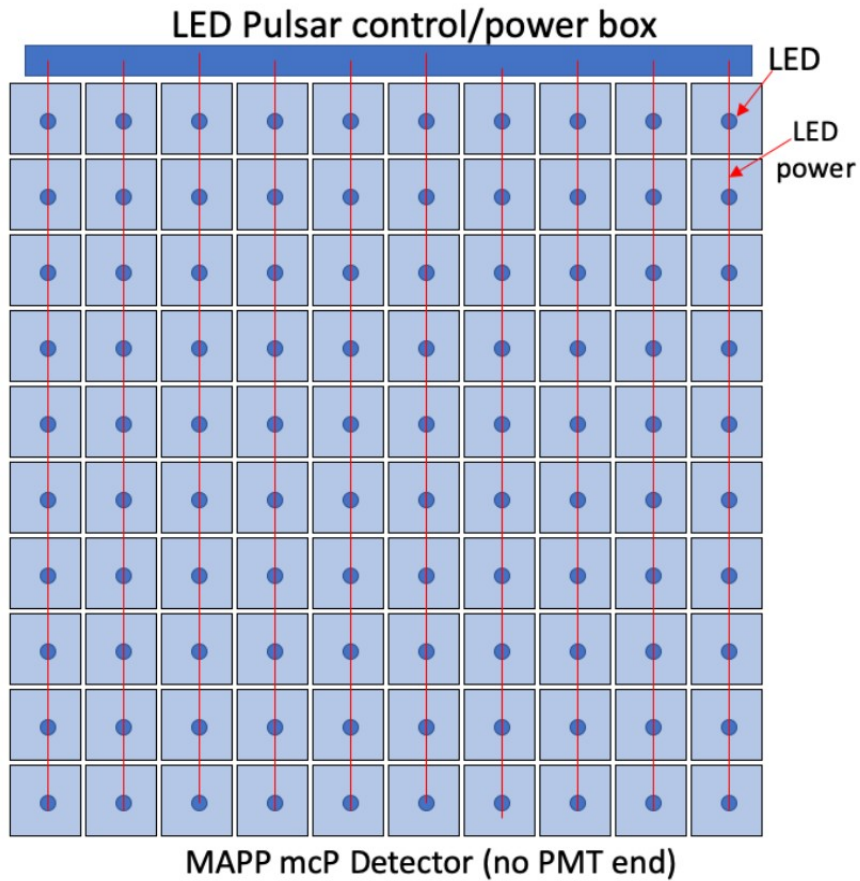 LED Pulsar control/power box
LED
LED
power
MAPP mcP Detector (no PMT end)